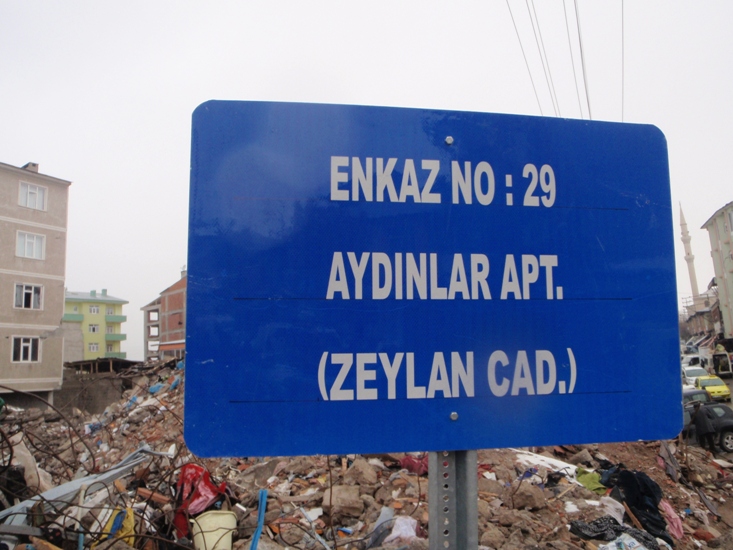 ENKAZ NO : 29
AYDINLAR APT.
(ZEYLAN CAD.)